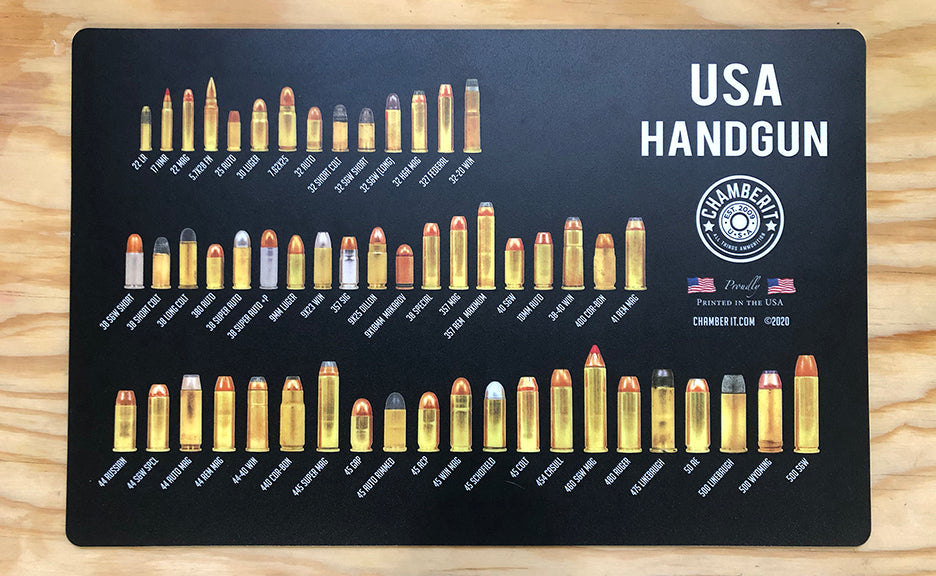 USA
HANDGUN
CHAMBERIT
EST. 2009
U.S.A
ALL THINGS AMMUNITION
Proudly
PRINTED IN THE USA
CHAMBERIT.COM ©2020
22 LR
17 HMR
22 MAG
5.7X28 FN
25 AUTO
30 LUGER
7.62X25
32 AUTO
32 SHORT COLT
32 S&W SHORT
32 S&W (LONG)
32 H&R MAG
327 FEDERAL
32-20 WIN
38 S&W SHORT
38 SHORT COLT
38 LONG COLT
380 AUTO
38 SUPER AUTO
38 SUPER AUTO +P
9MM LUGER
9X23 WIN
357 SIG
9X25 DILLON
9X18MM MAKAROV
38 SPECIAL
357 MAG
357 REM MAXIMUM
40 S&W
10MM AUTO
38-40 WIN
400 COR-BON
41 REM MAG
44 RUSSIAN
44 S&W SPCL
44 AUTO MAG
44 REM MAG
44-40 WIN
440 COR-BON
445 SUPER MAG
45 GAP
45 AUTO RIMMED
45 ACP
45 WIN MAG
45 SCHOFIELD
45 COLT
454 CASULL
460 S&W MAG
480 RUGER
475 LINEBAUGH
50 AE
500 LINEBAUGH
500 WYOMING
500 S&W